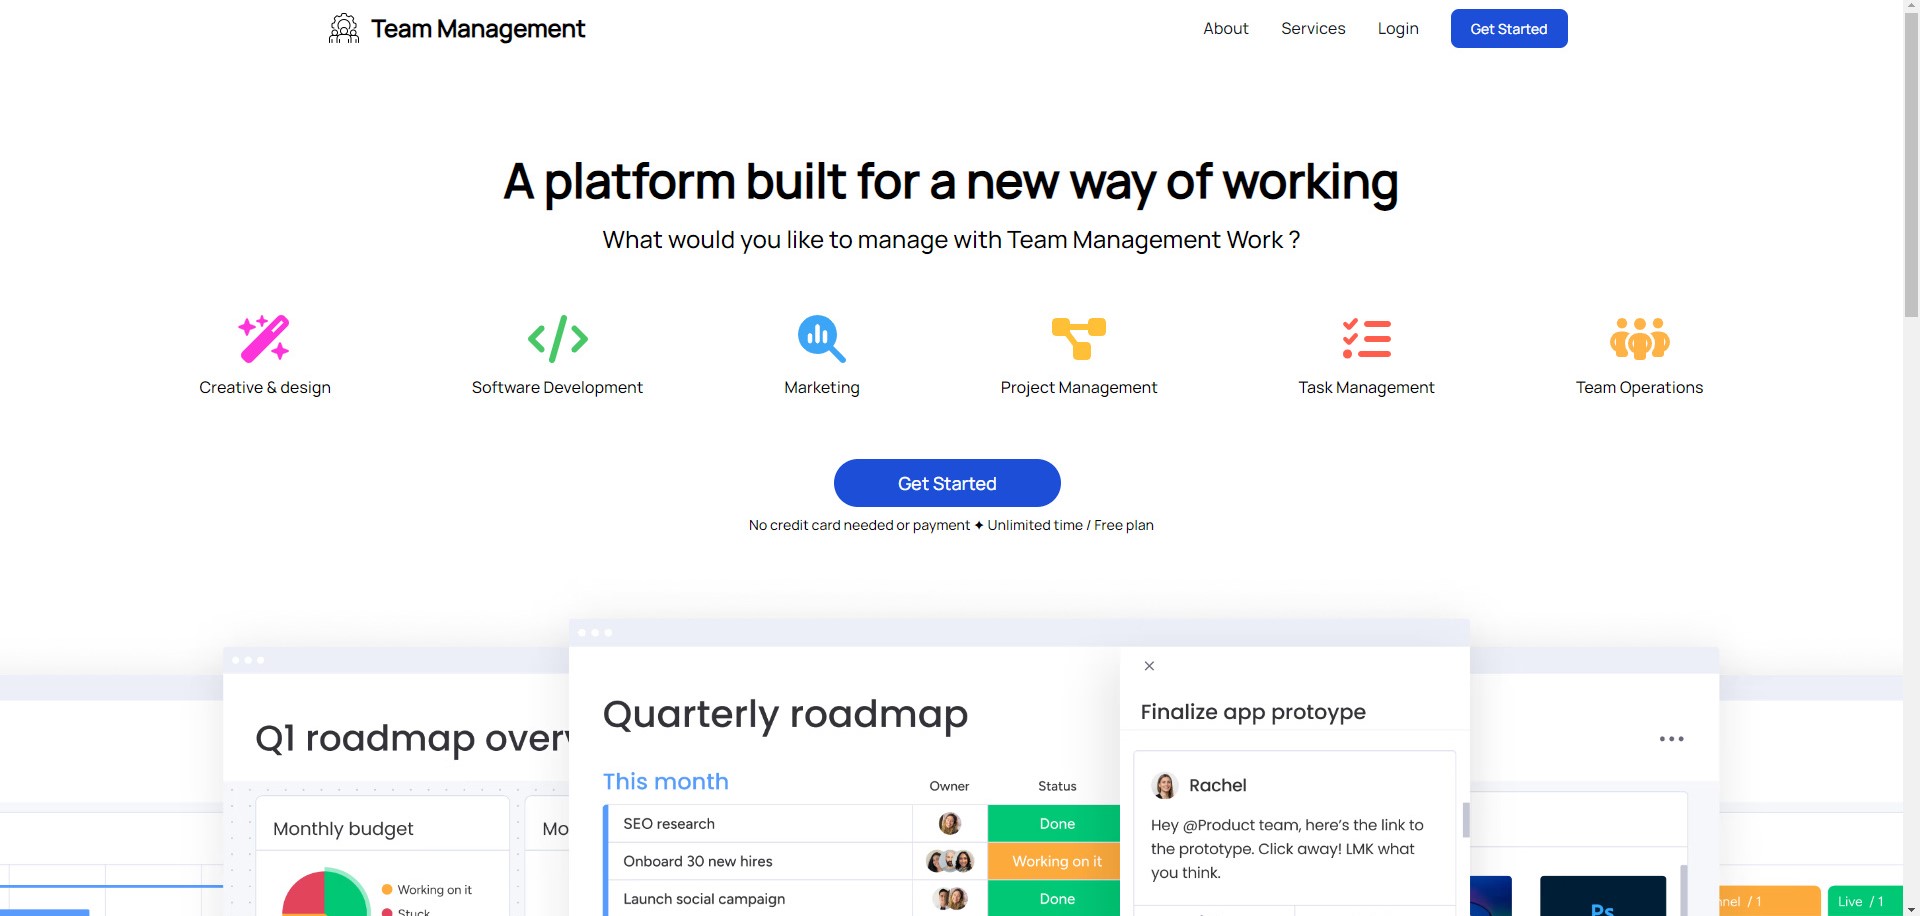 Team Management
About
Services
Login
Get Started
A platform built for a new way of working
What would you like to manage with Team Management Work ?
Creative & design
Software Development
Marketing
Project Management
Task Management
Team Operations
Get Started
No credit card needed or payment ✦ Unlimited time / Free plan
Q1 roadmap over
Monthly budget
Mo
Working on it
Stuck
Quarterly roadmap
This month
Owner
Status
SEO research
Done
Onboard 30 new hires
Working on it
Launch social campaign
Done
Finalize app protoype
Rachel
Hey @Product team, here's the link to
the prototype. Click away! LMK what
you think.
Ps
nnel / 1
Live / 1